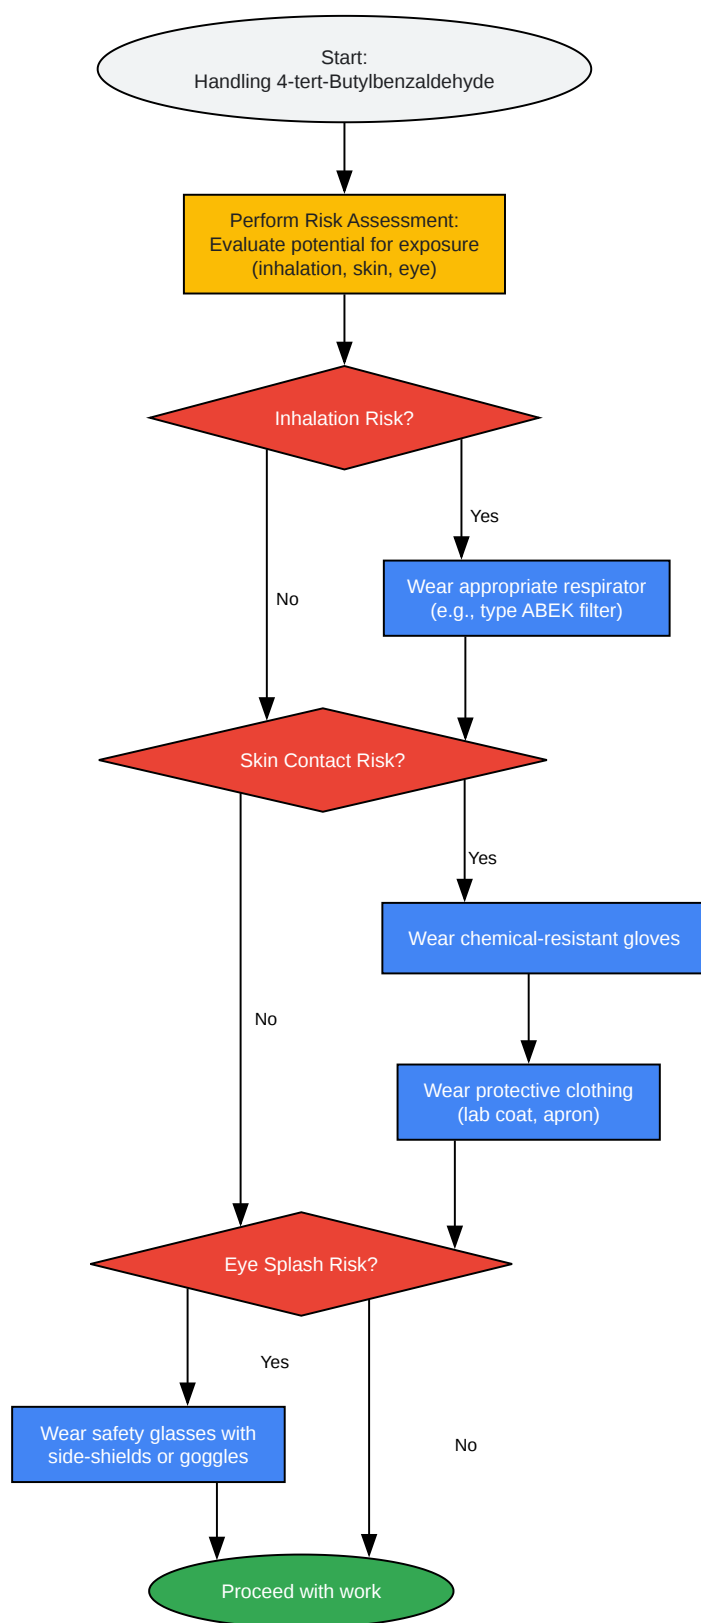 Start:
Handling 4-tert-Butylbenzaldehyde
Perform Risk Assessment:
Evaluate potential for exposure
(inhalation, skin, eye)
Inhalation Risk?
Yes
Wear appropriate respirator
(e.g., type ABEK filter)
No
Skin Contact Risk?
Yes
Wear chemical-resistant gloves
No
Wear protective clothing
(lab coat, apron)
Eye Splash Risk?
Yes
Wear safety glasses with
side-shields or goggles
No
Proceed with work